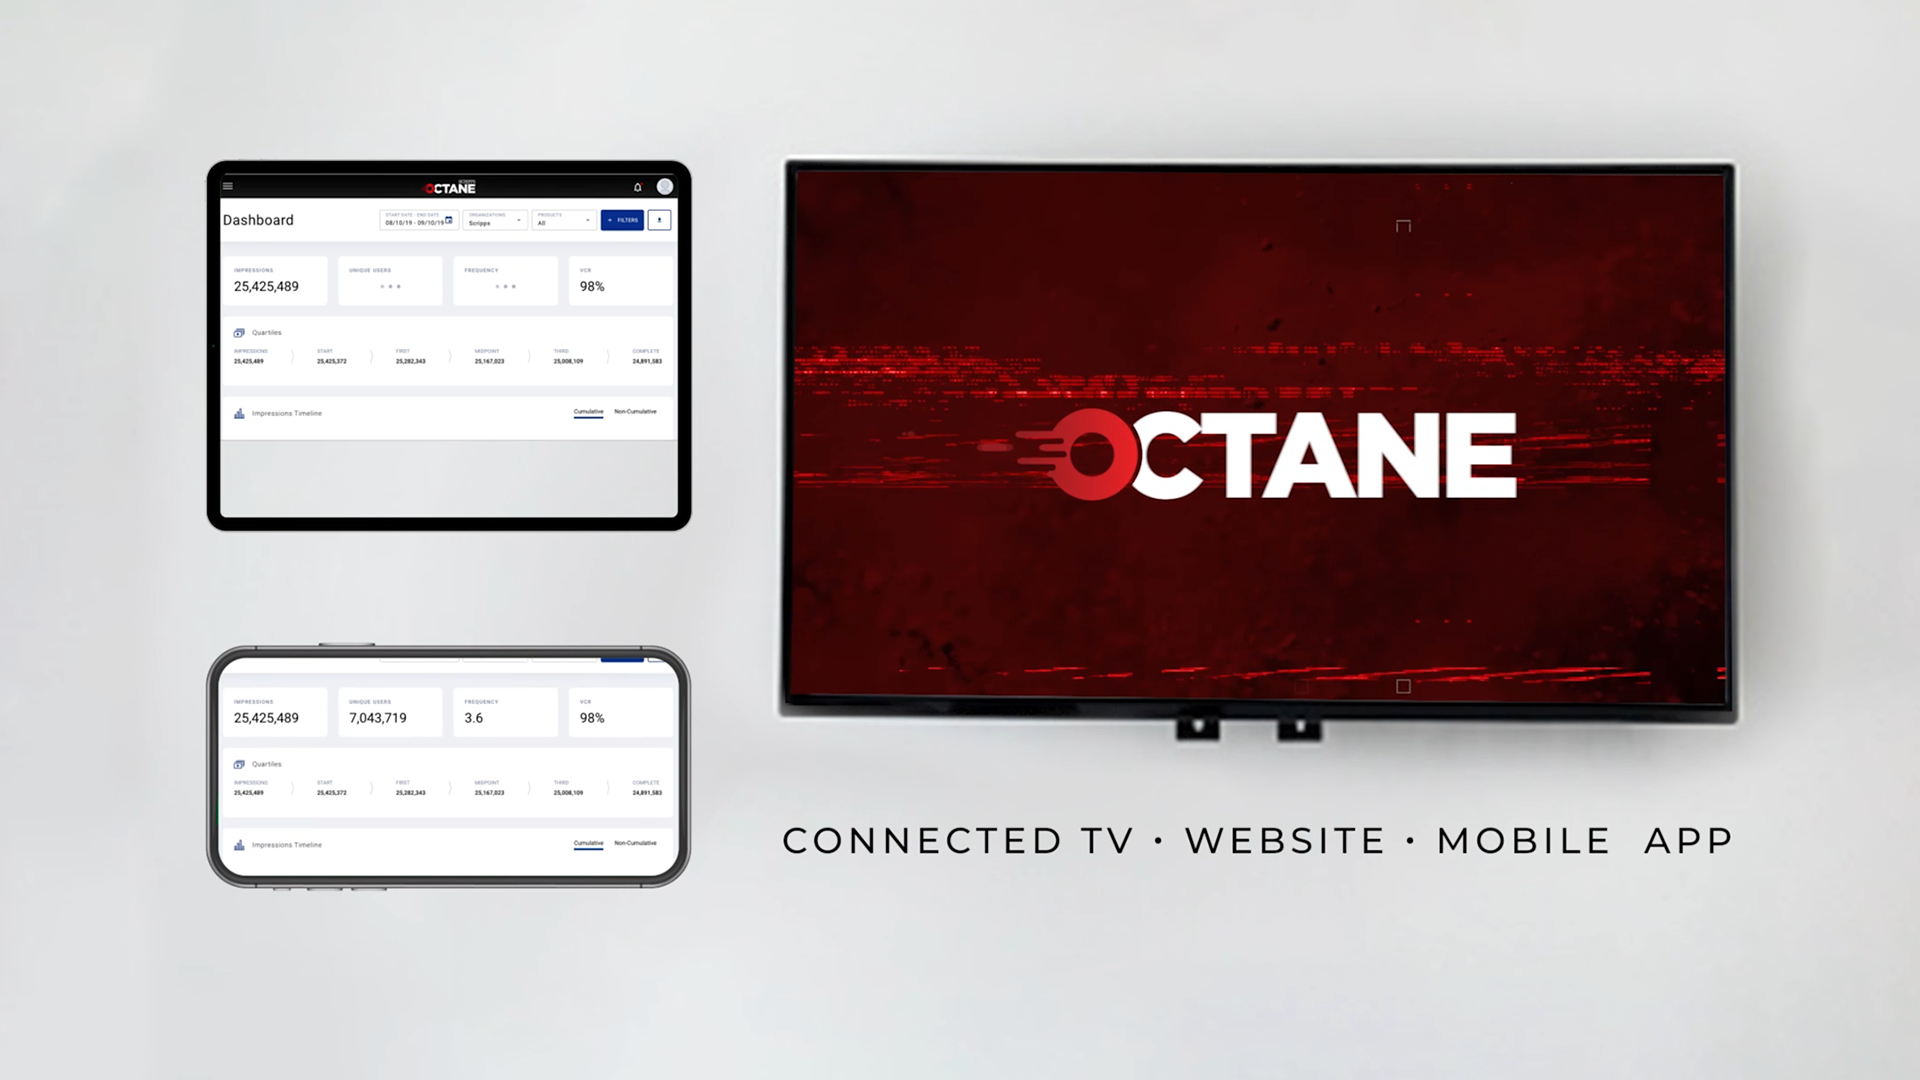 OCTANE
Dashboard
START DATE - END DATE
08/10/19 - 09/10/19
ORGANIZATIONS
Scripps
PRODUCTS
All
+ FILTERS
IMPRESSIONS
25,425,489
UNIQUE USERS
FREQUENCY
VCR
98%
Quartiles
IMPRESSIONS
25,425,489
START
25,425,372
FIRST
25,282,343
MIDPOINT
25,167,023
THIRD
25,008,109
COMPLETE
24,891,583
Impressions Timeline
Cumulative
Non-Cumulative
IMPRESSIONS
25,425,489
UNIQUE USERS
7,043,719
FREQUENCY
3.6
VCR
98%
Quartiles
IMPRESSIONS
25,425,489
START
25,425,372
FIRST
25,282,343
MIDPOINT
25,167,023
THIRD
25,008,109
COMPLETE
24,891,583
Impressions Timeline
Cumulative
Non-Cumulative
OCTANE
CONNECTED TV • WEBSITE • MOBILE APP